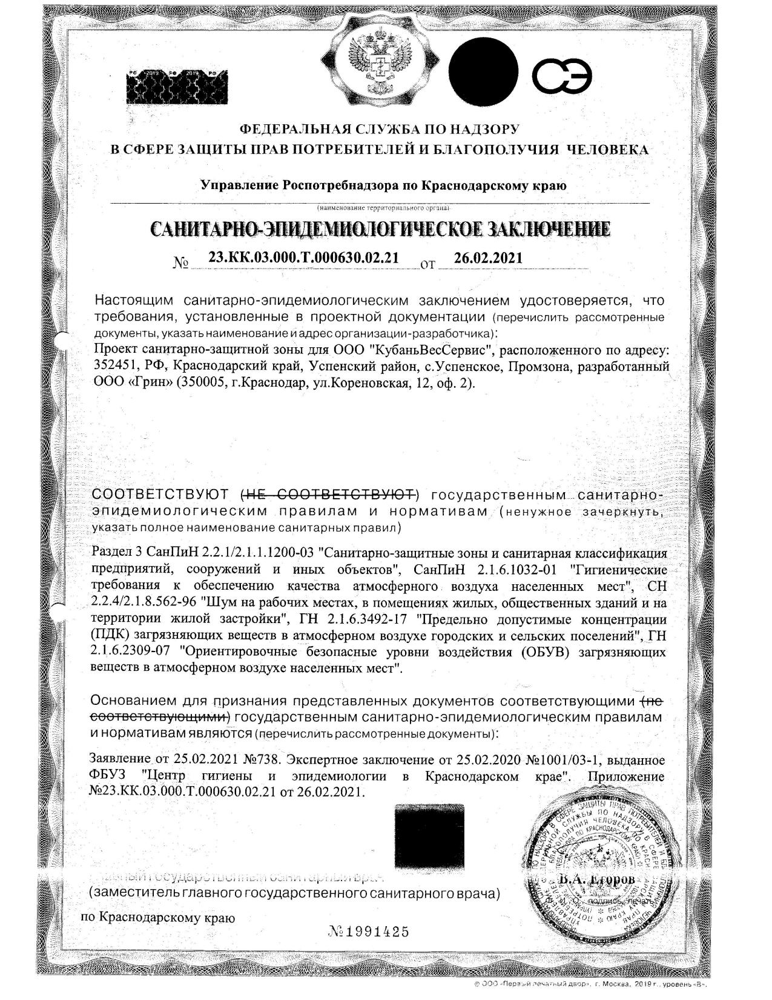 РФ 2019 РФ 2019 РФ
СЭ
ФЕДЕРАЛЬНАЯ СЛУЖБА ПО НАДЗОРУ
В СФЕРЕ ЗАЩИТЫ ПРАВ ПОТРЕБИТЕЛЕЙ И БЛАГОПОЛУЧИЯ ЧЕЛОВЕКА
Управление Роспотребнадзора по Краснодарскому краю
(наименование территориального органа)
САНИТАРНО-ЭПИДЕМИОЛОГИЧЕСКОЕ ЗАКЛЮЧЕНИЕ
№ 23.КК.03.000.Т.000630.02.21 от 26.02.2021
Настоящим санитарно-эпидемиологическим заключением удостоверяется, что
требования, установленные в проектной документации (перечислить рассмотренные
документы, указать наименование и адрес организации-разработчика):
Проект санитарно-защитной зоны для ООО "КубаньВесСервис", расположенного по адресу:
352451, РФ, Краснодарский край, Успенский район, с.Успенское, Промзона, разработанный
ООО «Грин» (350005, г.Краснодар, ул.Кореновская, 12, оф. 2).
СООТВЕТСТВУЮТ (НЕ СООТВЕТСТВУЮТ) государственным санитарно-
эпидемиологическим правилам и нормативам (ненужное зачеркнуть,
указать полное наименование санитарных правил)
Раздел 3 СанПиН 2.2.1/2.1.1.1200-03 "Санитарно-защитные зоны и санитарная классификация
предприятий, сооружений и иных объектов", СанПиН 2.1.6.1032-01 "Гигиенические
требования к обеспечению качества атмосферного воздуха населенных мест", СН
2.2.4/2.1.8.562-96 "Шум на рабочих местах, в помещениях жилых, общественных зданий и на
территории жилой застройки", ГН 2.1.6.3492-17 "Предельно допустимые концентрации
(ПДК) загрязняющих веществ в атмосферном воздухе городских и сельских поселений", ГН
2.1.6.2309-07 "Ориентировочные безопасные уровни воздействия (ОБУВ) загрязняющих
веществ в атмосферном воздухе населенных мест".
Основанием для признания представленных документов соответствующими (не
соответствующими) государственным санитарно-эпидемиологическим правилам
и нормативам являются (перечислить рассмотренные документы):
Заявление от 25.02.2021 №738. Экспертное заключение от 25.02.2020 №1001/03-1, выданное
ФБУЗ "Центр гигиены и эпидемиологии в Краснодарском крае". Приложение
№23.КК.03.000.Т.000630.02.21 от 26.02.2021.
В.А. Егоров
(заместитель главного государственного санитарного врача)
подпись, печать
по Краснодарскому краю
№1991425
© ООО «Первый печатный двор», г. Москва, 2019 г., уровень «В».